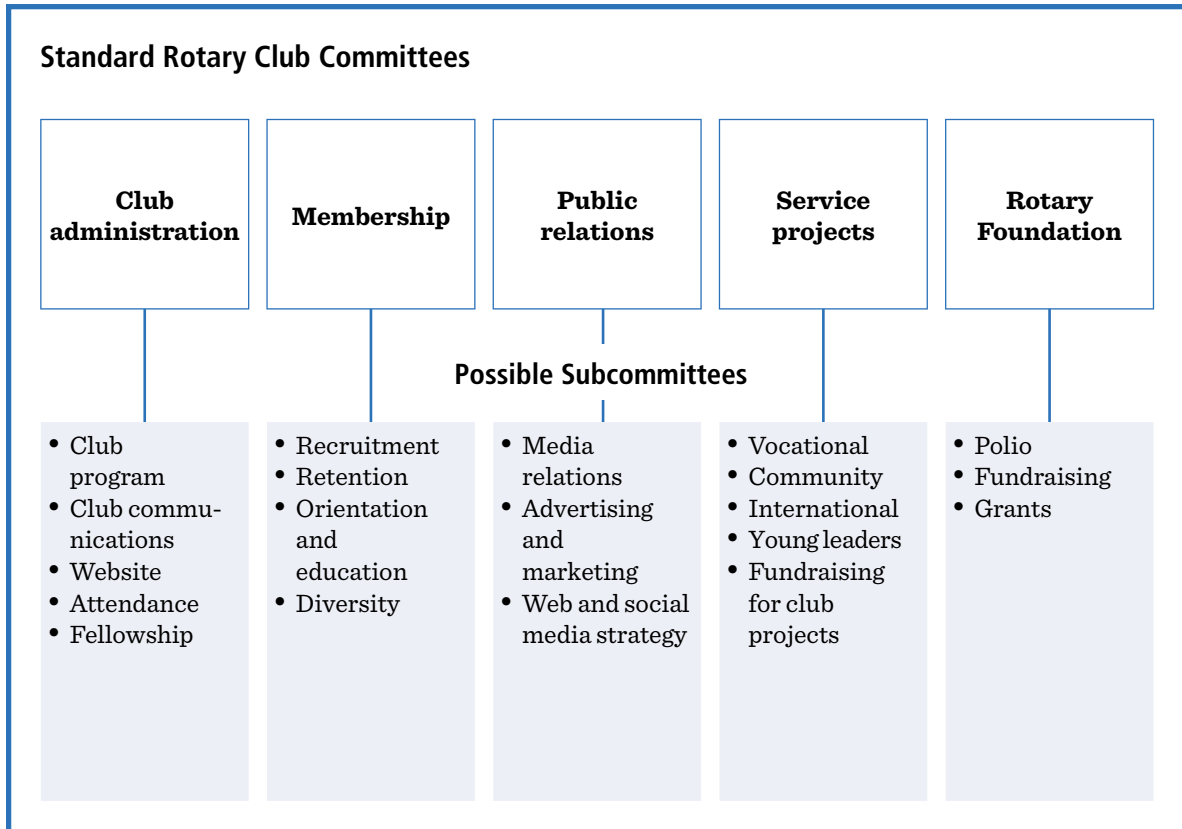 Standard Rotary Club Committees
Club
administration
Membership
Public
relations
Service
projects
Rotary
Foundation
Possible Subcommittees
• Club
program
• Club commu-
nications
• Website
• Attendance
• Fellowship
• Recruitment
• Retention
• Orientation
and
education
• Diversity
• Media
relations
• Advertising
and
marketing
• Web and social
media strategy
• Vocational
• Community
• International
• Young leaders
• Fundraising
for club
projects
• Polio
• Fundraising
• Grants